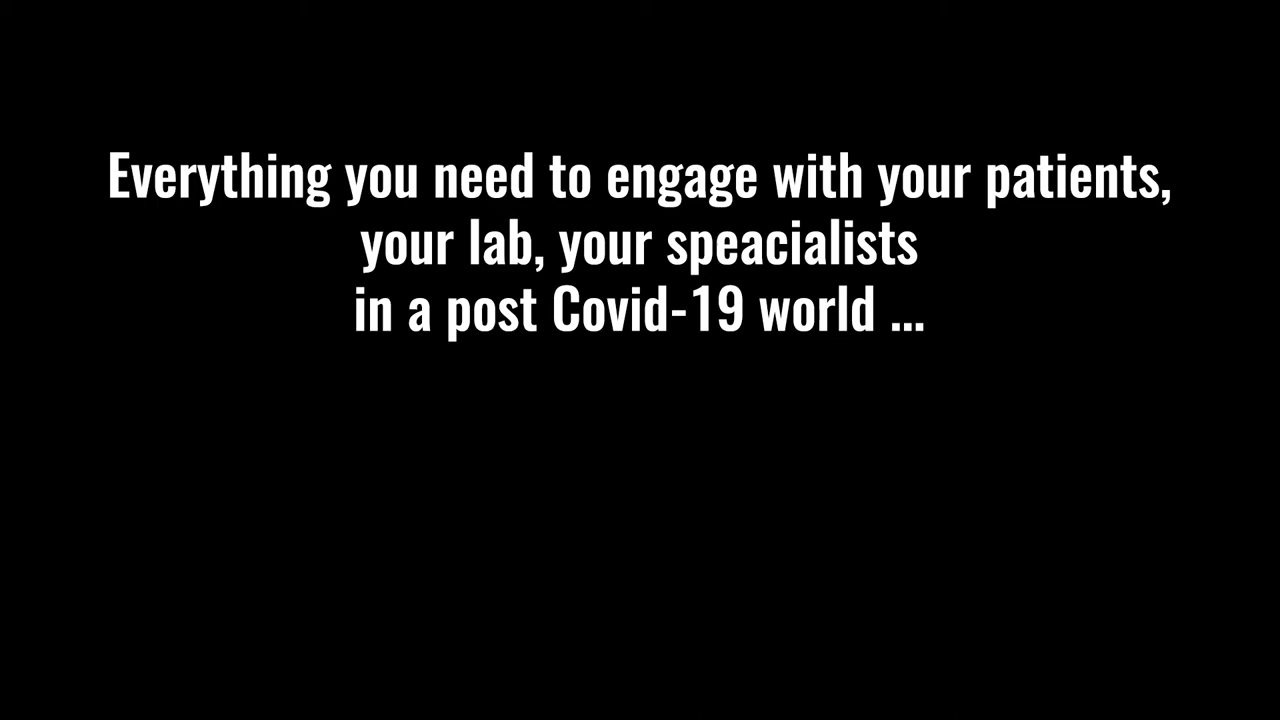 Everything you need to engage with your patients,
your lab, your speacialists
in a post Covid-19 world ...